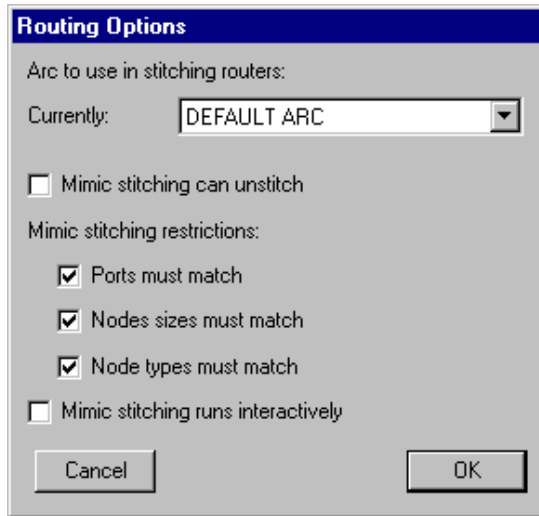 Routing Options
Arc to use in stitching routers:
Currently: DEFAULT ARC
Mimic stitching can unstitch
Mimic stitching restrictions:
Ports must match
Nodes sizes must match
Node types must match
Mimic stitching runs interactively
Cancel OK